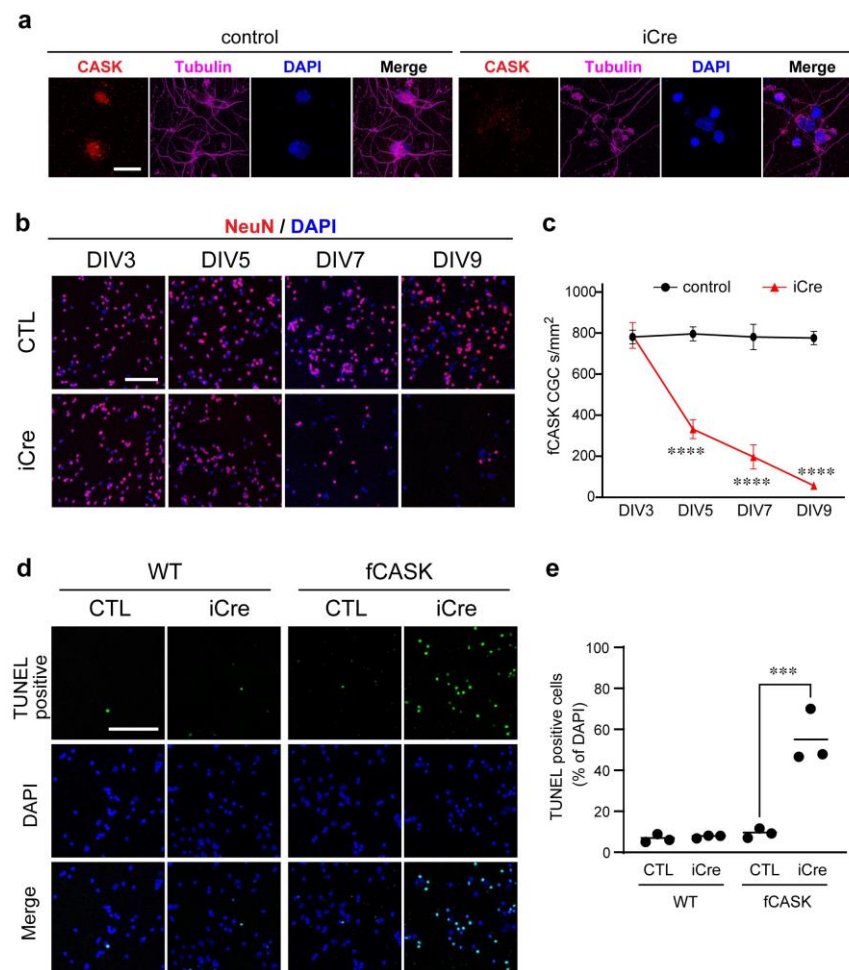 a
control
iCre
CASK Tubulin DAPI Merge CASK Tubulin DAPI Merge
b
NeuN / DAPI
DIV3 DIV5 DIV7 DIV9
CTL
iCre
c
control iCre
fCASK CGC s/mm²
1000
800
600
400
200
0
**** **** ****
DIV3 DIV5 DIV7 DIV9
d
WT fCASK
CTL iCre CTL iCre
TUNEL
positive
DAPI
Merge
e
TUNEL positive cells
(% of DAPI)
100
80
60
40
20
0
***
CTL iCre CTL iCre
WT fCASK